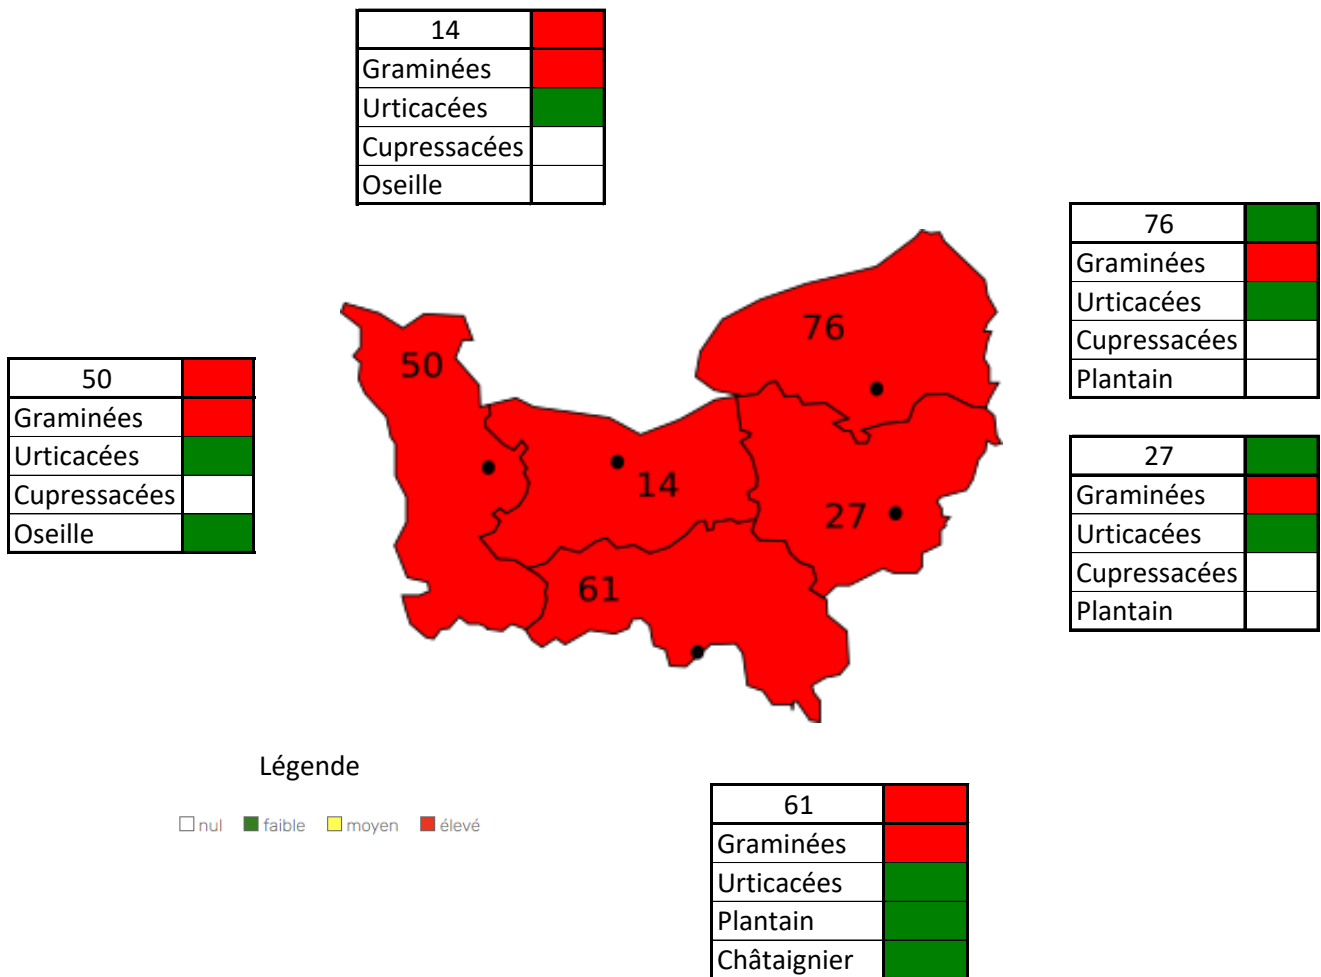 14
Graminées
Urticacées
Cupressacées
Oseille
76
Graminées
Urticacées
Cupressacées
Plantain
50
Graminées
Urticacées
Cupressacées
Oseille
76
50
14
27
61
27
Graminées
Urticacées
Cupressacées
Plantain
Légende
nul faible moyen élevé
61
Graminées
Urticacées
Plantain
Châtaignier